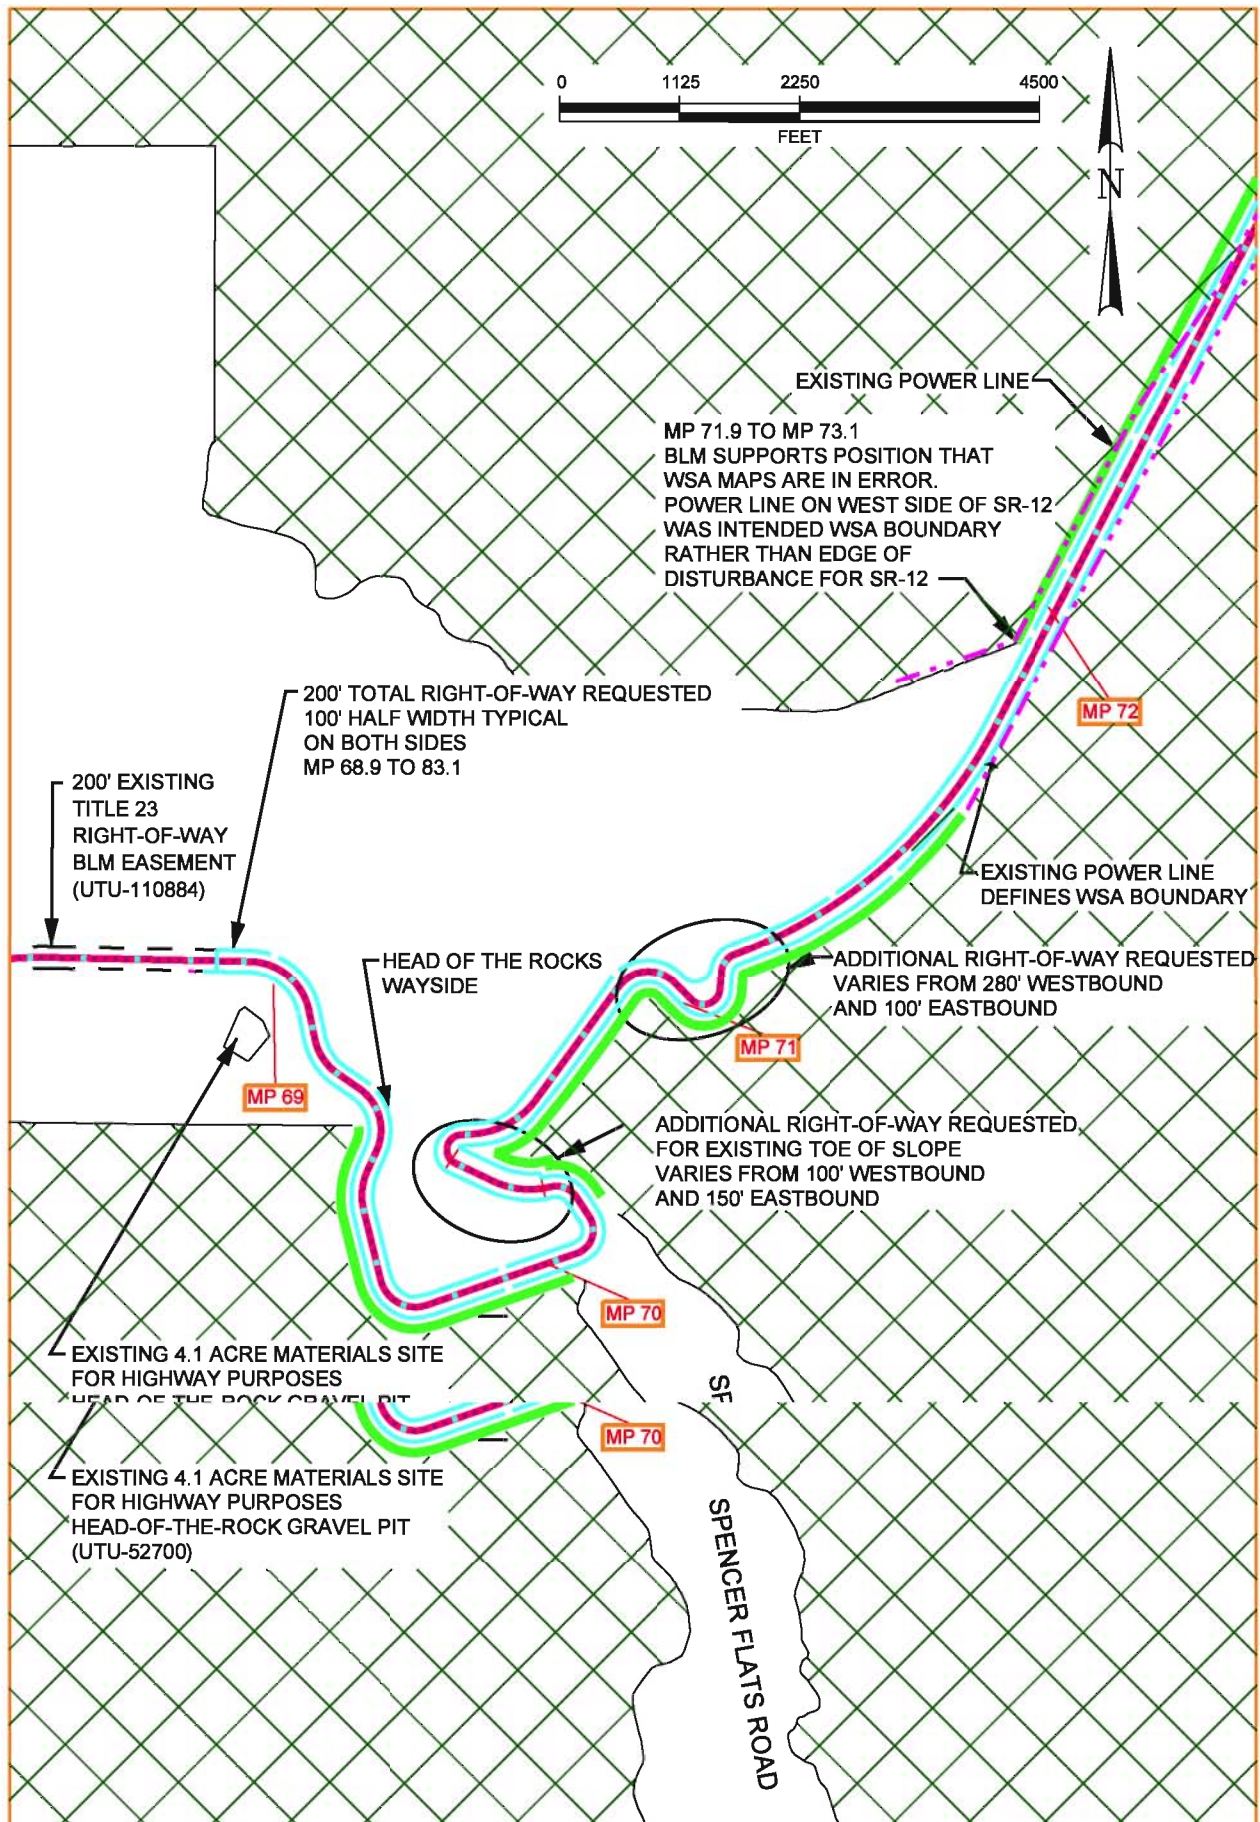 0 1125 2250 4500
FEET
N
EXISTING POWER LINE
MP 71.9 TO MP 73.1
BLM SUPPORTS POSITION THAT
WSA MAPS ARE IN ERROR.
POWER LINE ON WEST SIDE OF SR-12
WAS INTENDED WSA BOUNDARY
RATHER THAN EDGE OF
DISTURBANCE FOR SR-12
MP 72
200' TOTAL RIGHT-OF-WAY REQUESTED
100' HALF WIDTH TYPICAL
ON BOTH SIDES
MP 68.9 TO 83.1
200' EXISTING
TITLE 23
RIGHT-OF-WAY
BLM EASEMENT
(UTU-110884)
EXISTING POWER LINE
DEFINES WSA BOUNDARY
HEAD OF THE ROCKS
WAYSIDE
ADDITIONAL RIGHT-OF-WAY REQUESTED
VARIES FROM 280' WESTBOUND
AND 100' EASTBOUND
MP 71
MP 69
ADDITIONAL RIGHT-OF-WAY REQUESTED
FOR EXISTING TOE OF SLOPE
VARIES FROM 100' WESTBOUND
AND 150' EASTBOUND
MP 70
EXISTING 4.1 ACRE MATERIALS SITE
FOR HIGHWAY PURPOSES
HEAD-OF-THE-ROCK GRAVEL PIT
SP
MP 70
EXISTING 4.1 ACRE MATERIALS SITE
FOR HIGHWAY PURPOSES
HEAD-OF-THE-ROCK GRAVEL PIT
(UTU-52700)
SPENCER FLATS ROAD